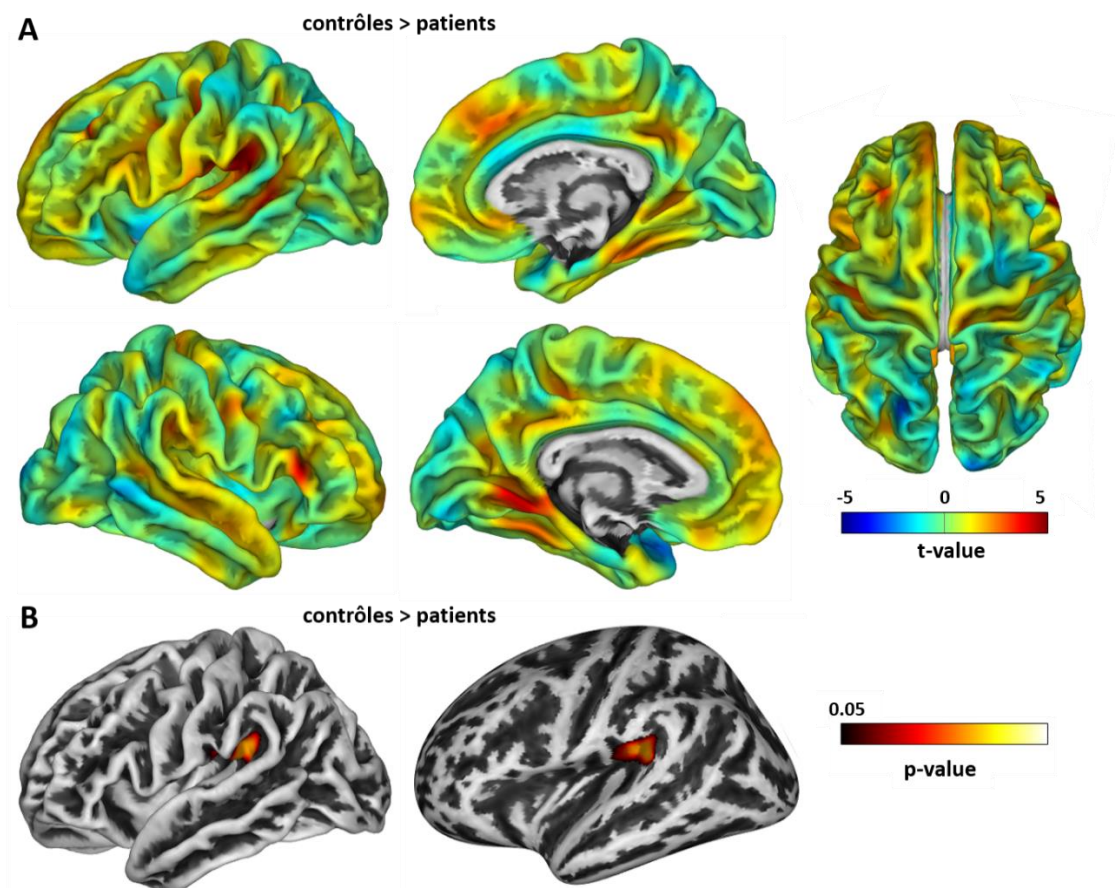 A
contrôles > patients
-5 0 5
t-value
B
contrôles > patients
0.05
p-value